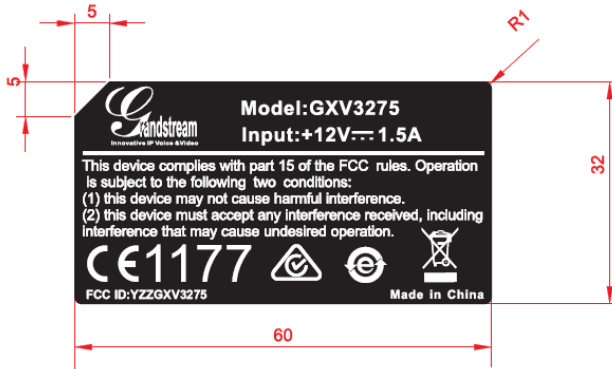 5
R1
5
Grandstream
Innovative IP Voice & Video
Model:GXV3275
Input:+12V⎓1.5A
32
This device complies with part 15 of the FCC rules. Operation
is subject to the following two conditions:
(1) this device may not cause harmful interference.
(2) this device must accept any interference received, including
interference that may cause undesired operation.
CE1177
e
FCC ID:YZZGXV3275
Made in China
60